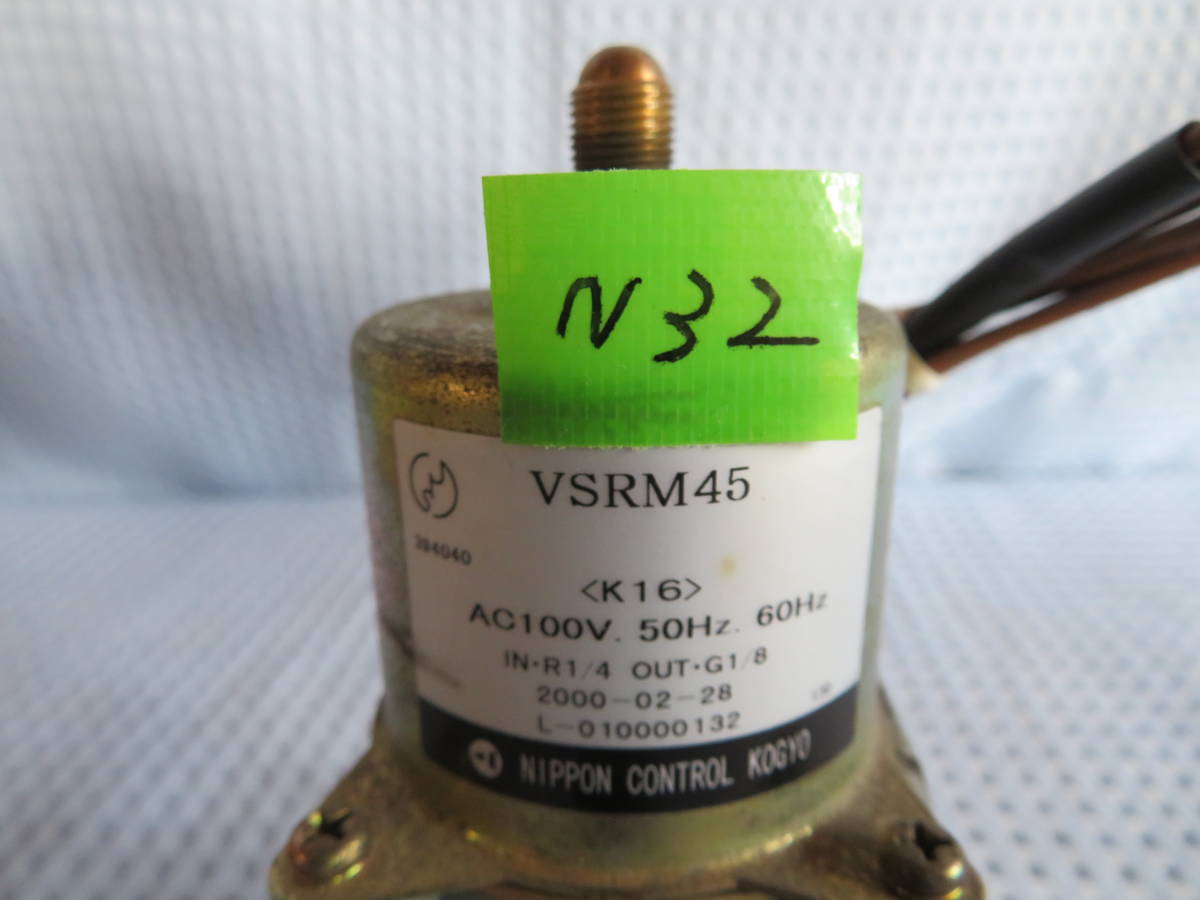 N32
VSRM45
394040
<K16>
AC100V. 50Hz. 60Hz
IN・R1/4 OUT・G1/8
2000-02-28
L-010000132
NIPPON CONTROL KOGYO